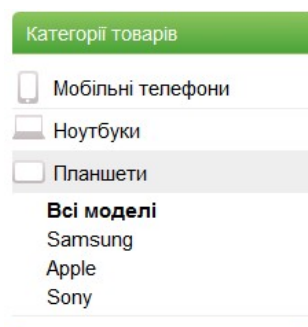 Категорії товарів
Мобільні телефони
Ноутбуки
Планшети
Всі моделі
Samsung
Apple
Sony